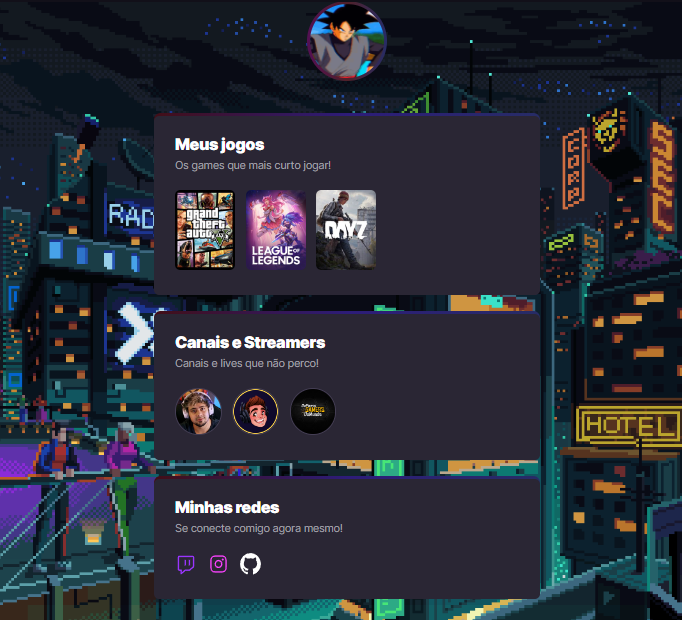 Meus jogos
Os games que mais curto jogar!
grand
theft
auto
V
LEAGUE OF
LEGENDS
DAYZ
RAD
Canais e Streamers
Canais e lives que não perco!
HOTEL
Minhas redes
Se conecte comigo agora mesmo!